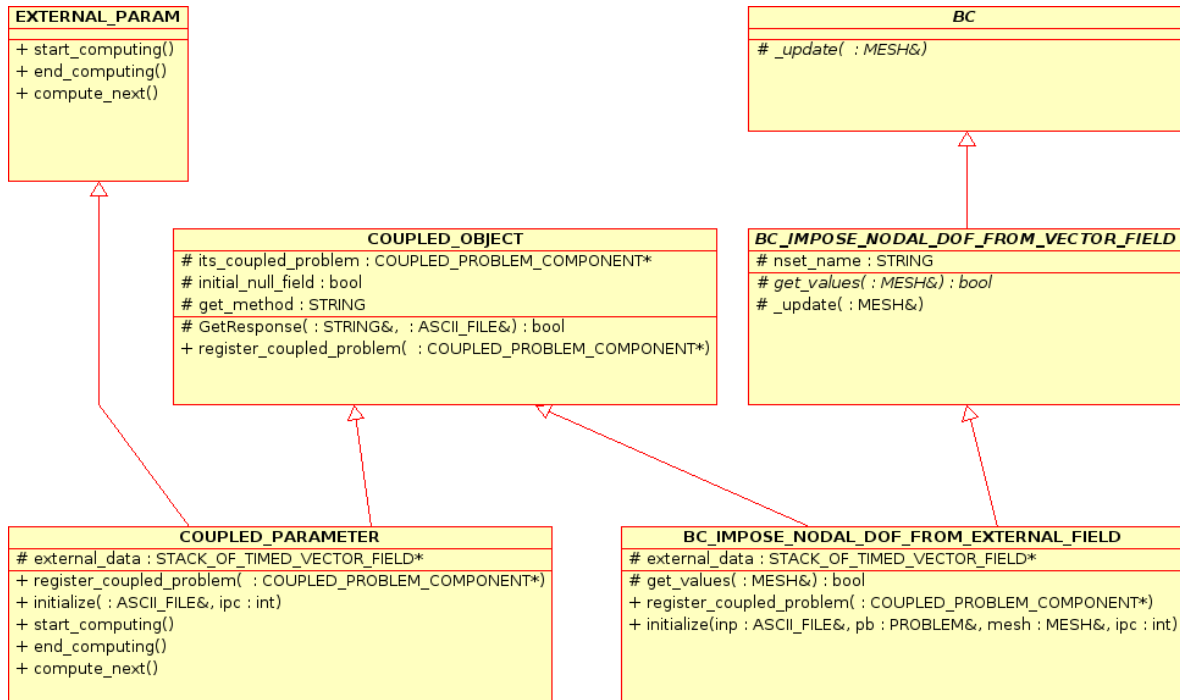 EXTERNAL_PARAM
+ start_computing()
+ end_computing()
+ compute_next()
BC
# _update(  : MESH&)
COUPLED_OBJECT
# its_coupled_problem : COUPLED_PROBLEM_COMPONENT*
# initial_null_field : bool
# get_method : STRING
# GetResponse( : STRING&,  : ASCII_FILE&) : bool
+ register_coupled_problem(  : COUPLED_PROBLEM_COMPONENT*)
BC_IMPOSE_NODAL_DOF_FROM_VECTOR_FIELD
# nset_name : STRING
# get_values( : MESH&) : bool
# _update( : MESH&)
COUPLED_PARAMETER
# external_data : STACK_OF_TIMED_VECTOR_FIELD*
+ register_coupled_problem(  : COUPLED_PROBLEM_COMPONENT*)
+ initialize( : ASCII_FILE&, ipc : int)
+ start_computing()
+ end_computing()
+ compute_next()
BC_IMPOSE_NODAL_DOF_FROM_EXTERNAL_FIELD
# external_data : STACK_OF_TIMED_VECTOR_FIELD*
# get_values( : MESH&) : bool
+ register_coupled_problem( : COUPLED_PROBLEM_COMPONENT*)
+ initialize(inp : ASCII_FILE&, pb : PROBLEM&, mesh : MESH&, ipc : int)